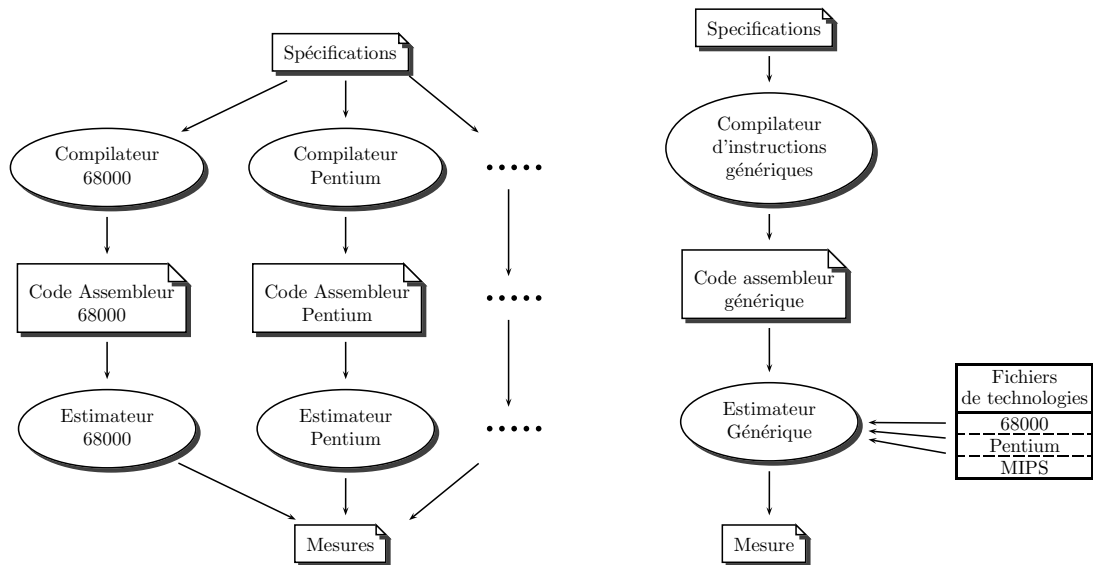 Spécifications
Compilateur
68000
Compilateur
Pentium
.....
Code Assembleur
68000
Code Assembleur
Pentium
.....
Estimateur
68000
Estimateur
Pentium
.....
Mesures
Specifications
Compilateur
d'instructions
génériques
Code assembleur
générique
Estimateur
Générique
Fichiers
de technologies
68000
Pentium
MIPS
Mesure